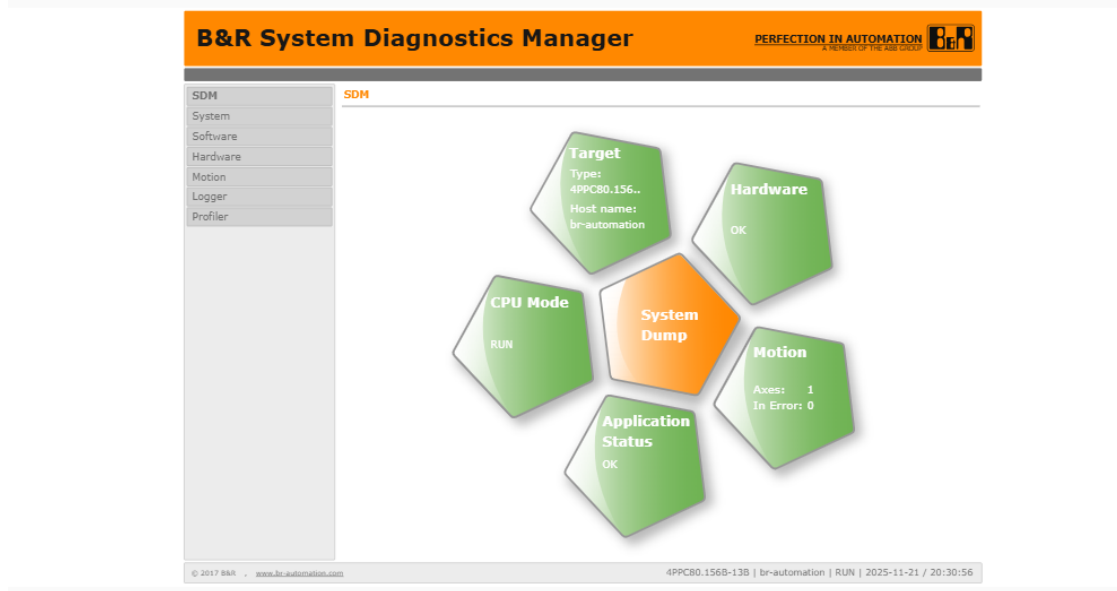 B&R System Diagnostics Manager
PERFECTION IN AUTOMATION
A MEMBER OF THE ABB GROUP
B&R
SDM
System
Software
Hardware
Motion
Logger
Profiler
SDM
Target
Type:
4PPC80.156..
Host name:
br-automation
Hardware
OK
CPU Mode
RUN
System
Dump
Motion
Axes: 1
In Error: 0
Application
Status
OK
© 2017 B&R , www.br-automation.com
4PPC80.156B-13B | br-automation | RUN | 2025-11-21 / 20:30:56